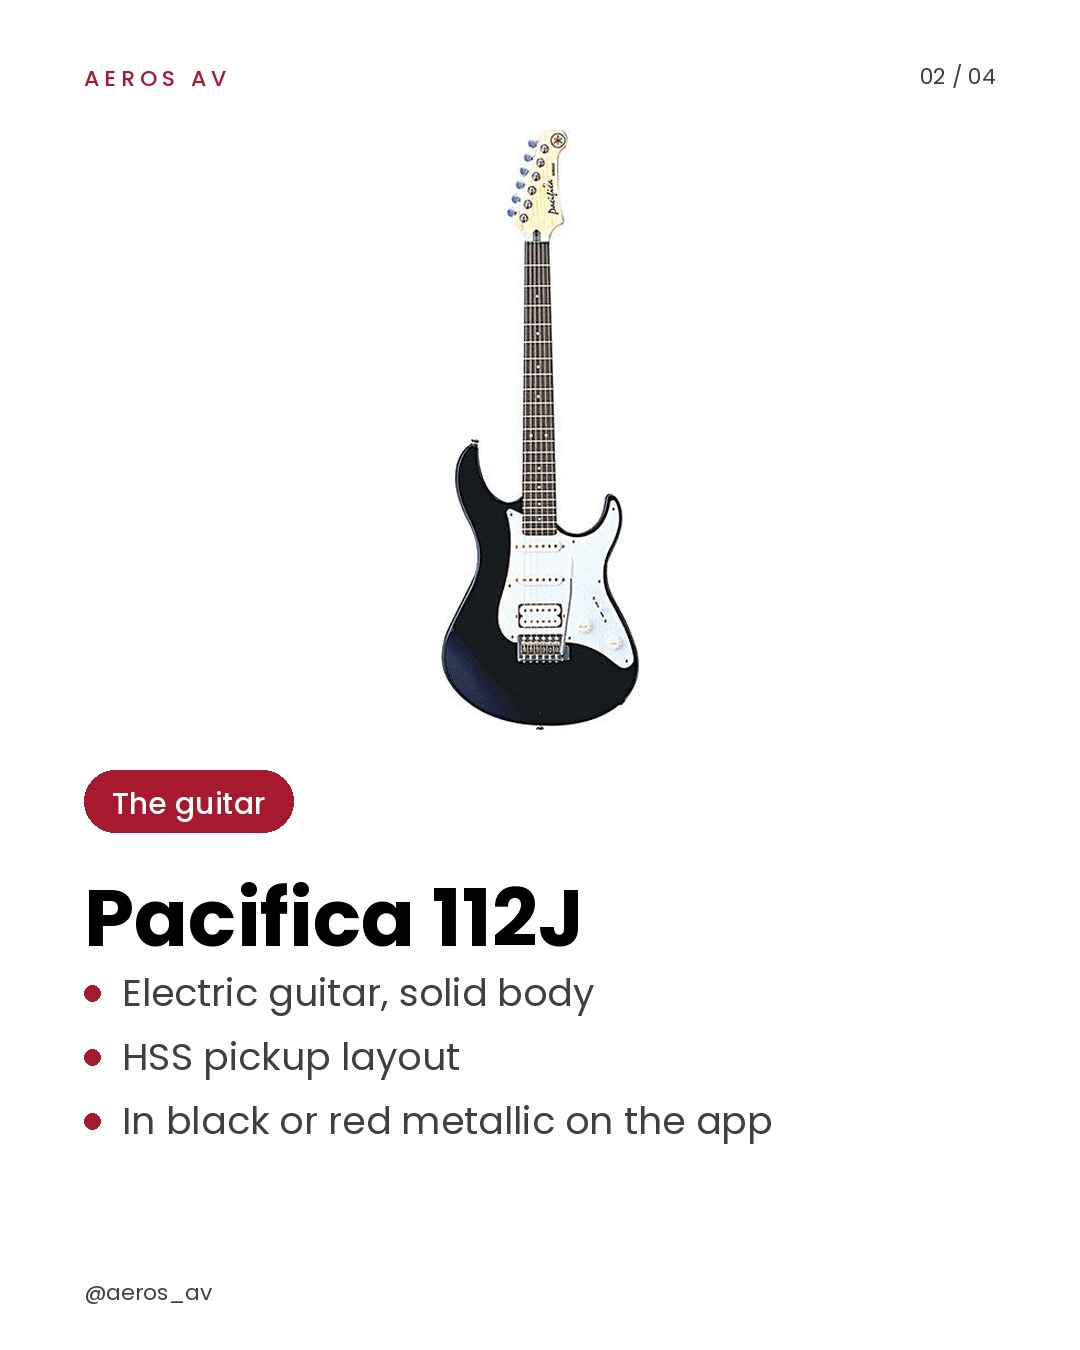 AEROS AV
02 / 04
Pacifica
The guitar
Pacifica 112J
Electric guitar, solid body
HSS pickup layout
In black or red metallic on the app
@aeros_av